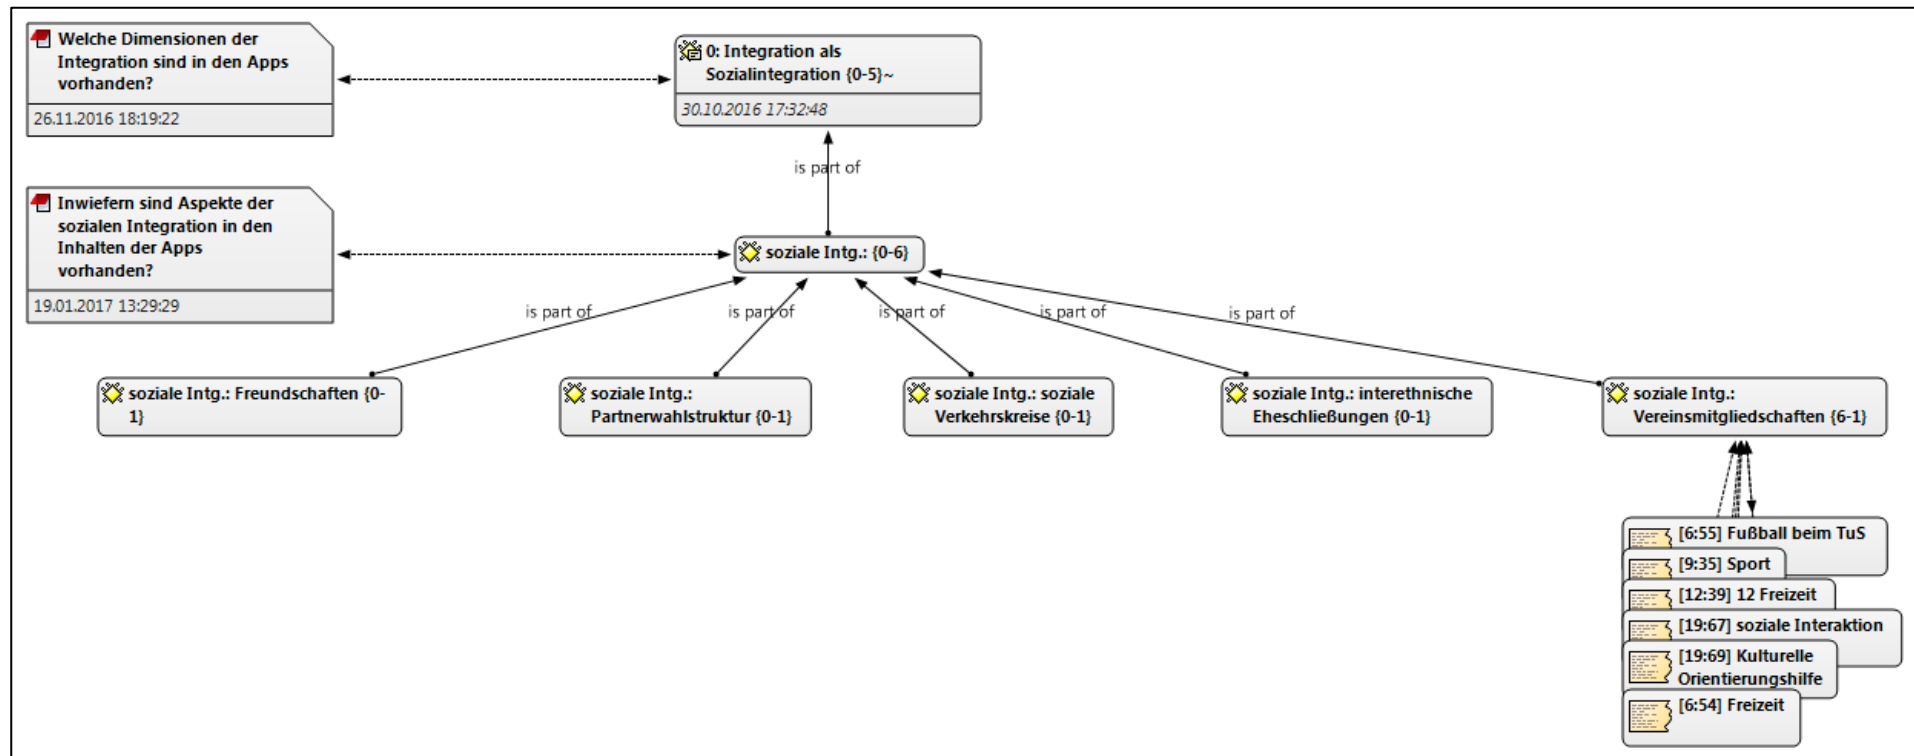 Welche Dimensionen der
Integration sind in den Apps
vorhanden?
26.11.2016 18:19:22
0: Integration als
Sozialintegration {0-5}~
30.10.2016 17:32:48
is part of
Inwiefern sind Aspekte der
sozialen Integration in den
Inhalten der Apps
vorhanden?
19.01.2017 13:29:29
soziale Intg.: {0-6}
is part of
is part of
is part of
is part of
is part of
soziale Intg.: Freundschaften {0-
1}
soziale Intg.:
Partnerwahlstruktur {0-1}
soziale Intg.: soziale
Verkehrskreise {0-1}
soziale Intg.: interethnische
Eheschließungen {0-1}
soziale Intg.:
Vereinsmitgliedschaften {6-1}
[6:55] Fußball beim TuS
[9:35] Sport
[12:39] 12 Freizeit
[19:67] soziale Interaktion
[19:69] Kulturelle
Orientierungshilfe
[6:54] Freizeit